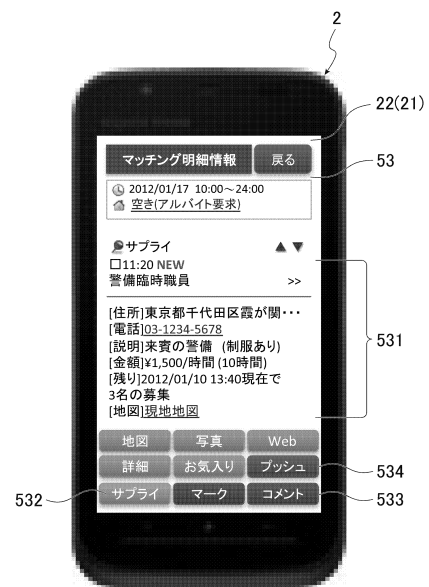 2
22(21)
マッチング明細情報 戻る
53
2012/01/17 10:00～24:00
空き(アルバイト要求)
サプライ ▲ ▼
□11:20 NEW
警備臨時職員 >>
[住所]東京都千代田区霞が関･･･
[電話]03-1234-5678
[説明]来賓の警備 (制服あり)
531
[金額]¥1,500/時間 (10時間)
[残り]2012/01/10 13:40現在で
3名の募集
[地図]現地地図
地図 写真 Web
詳細 お気入り プッシュ
534
532
サプライ マーク コメント
533